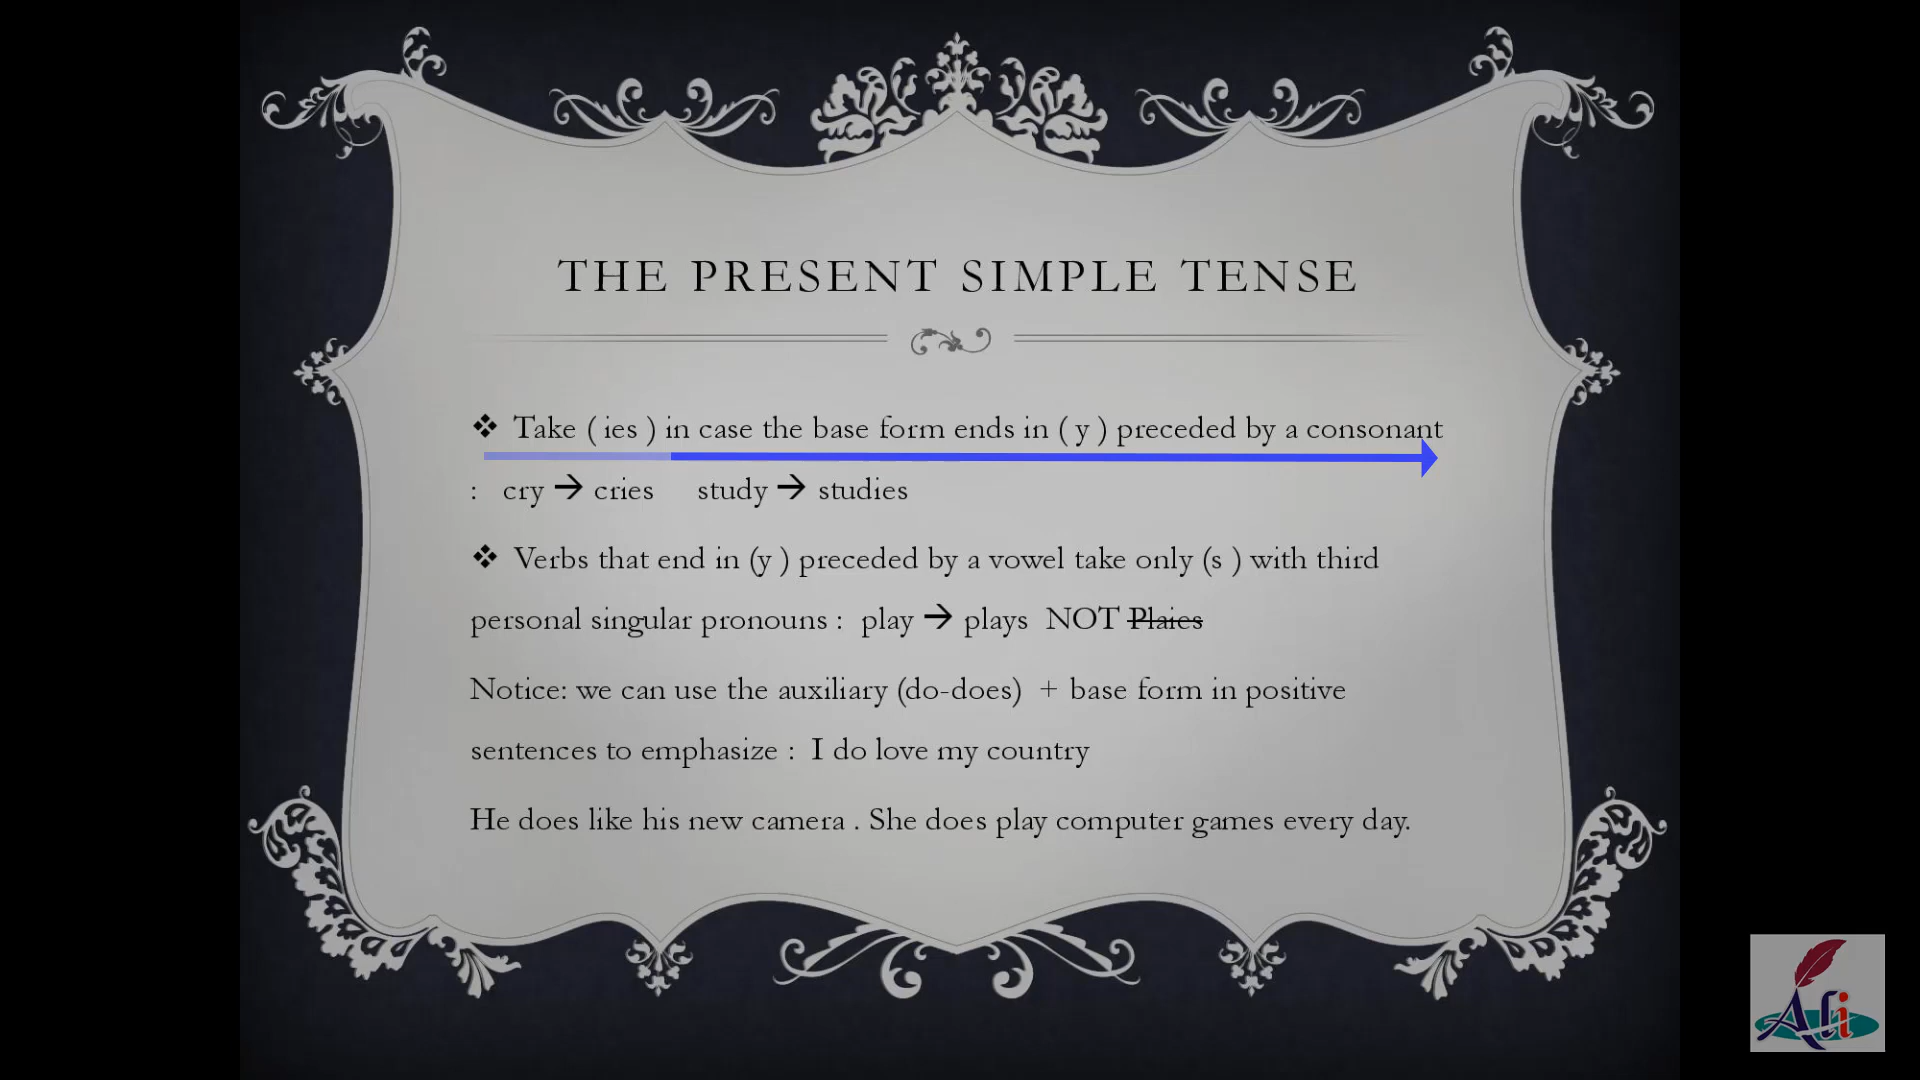 THE PRESENT SIMPLE TENSE
❖ Take ( ies ) in case the base form ends in ( y ) preceded by a consonant
: cry → cries study → studies
❖ Verbs that end in (y ) preceded by a vowel take only (s ) with third
personal singular pronouns : play → plays NOT Plaies
Notice: we can use the auxiliary (do-does) + base form in positive
sentences to emphasize : I do love my country
He does like his new camera . She does play computer games every day.
Ali